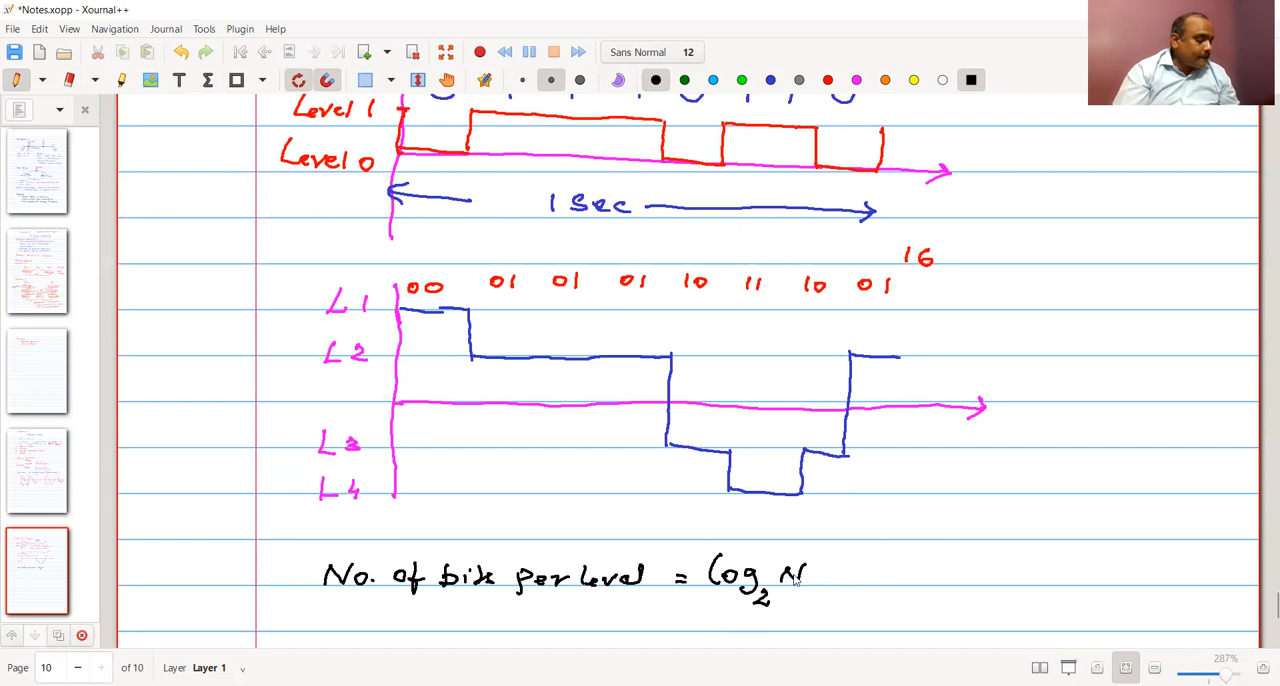 *Notes.xopp - Xournal++
File Edit View Navigation Journal Tools Plugin Help
Sans Normal 12
Level 1
Level 0
1 Sec
16
00 01 01 01 10 11 10 01
L1
L2
L3
L4
No. of bits per level = log2 N
Page 10 of 10 Layer Layer 1
287%